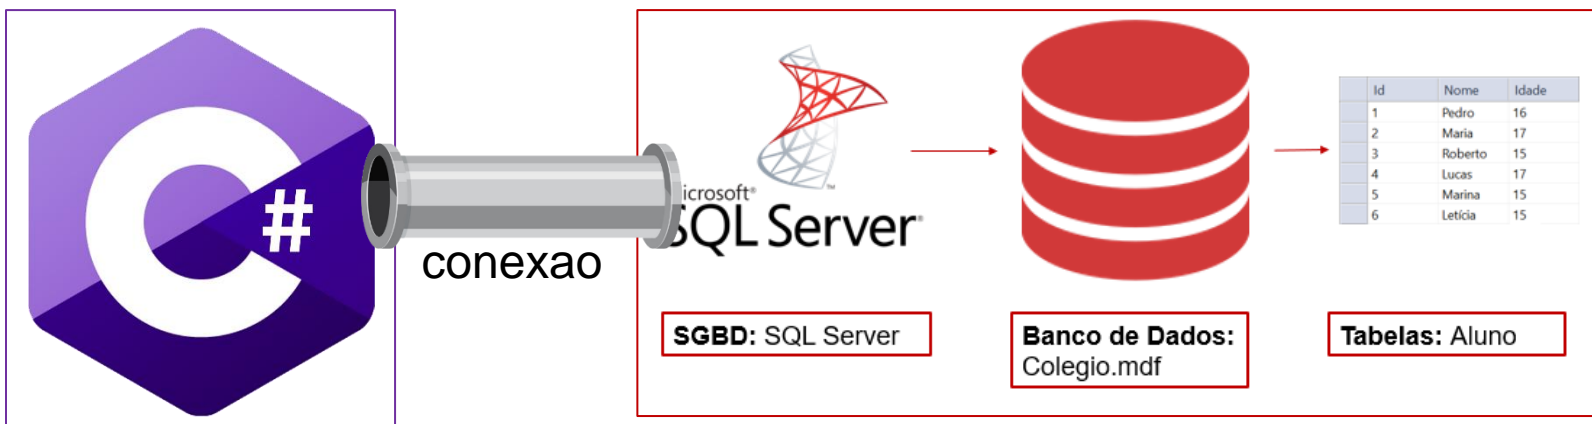 #
conexao
icrosoft®
SQL Server
Id Nome Idade
1 Pedro 16
2 Maria 17
3 Roberto 15
4 Lucas 17
5 Marina 15
6 Letícia 15
SGBD: SQL Server
Banco de Dados:
Colegio.mdf
Tabelas: Aluno